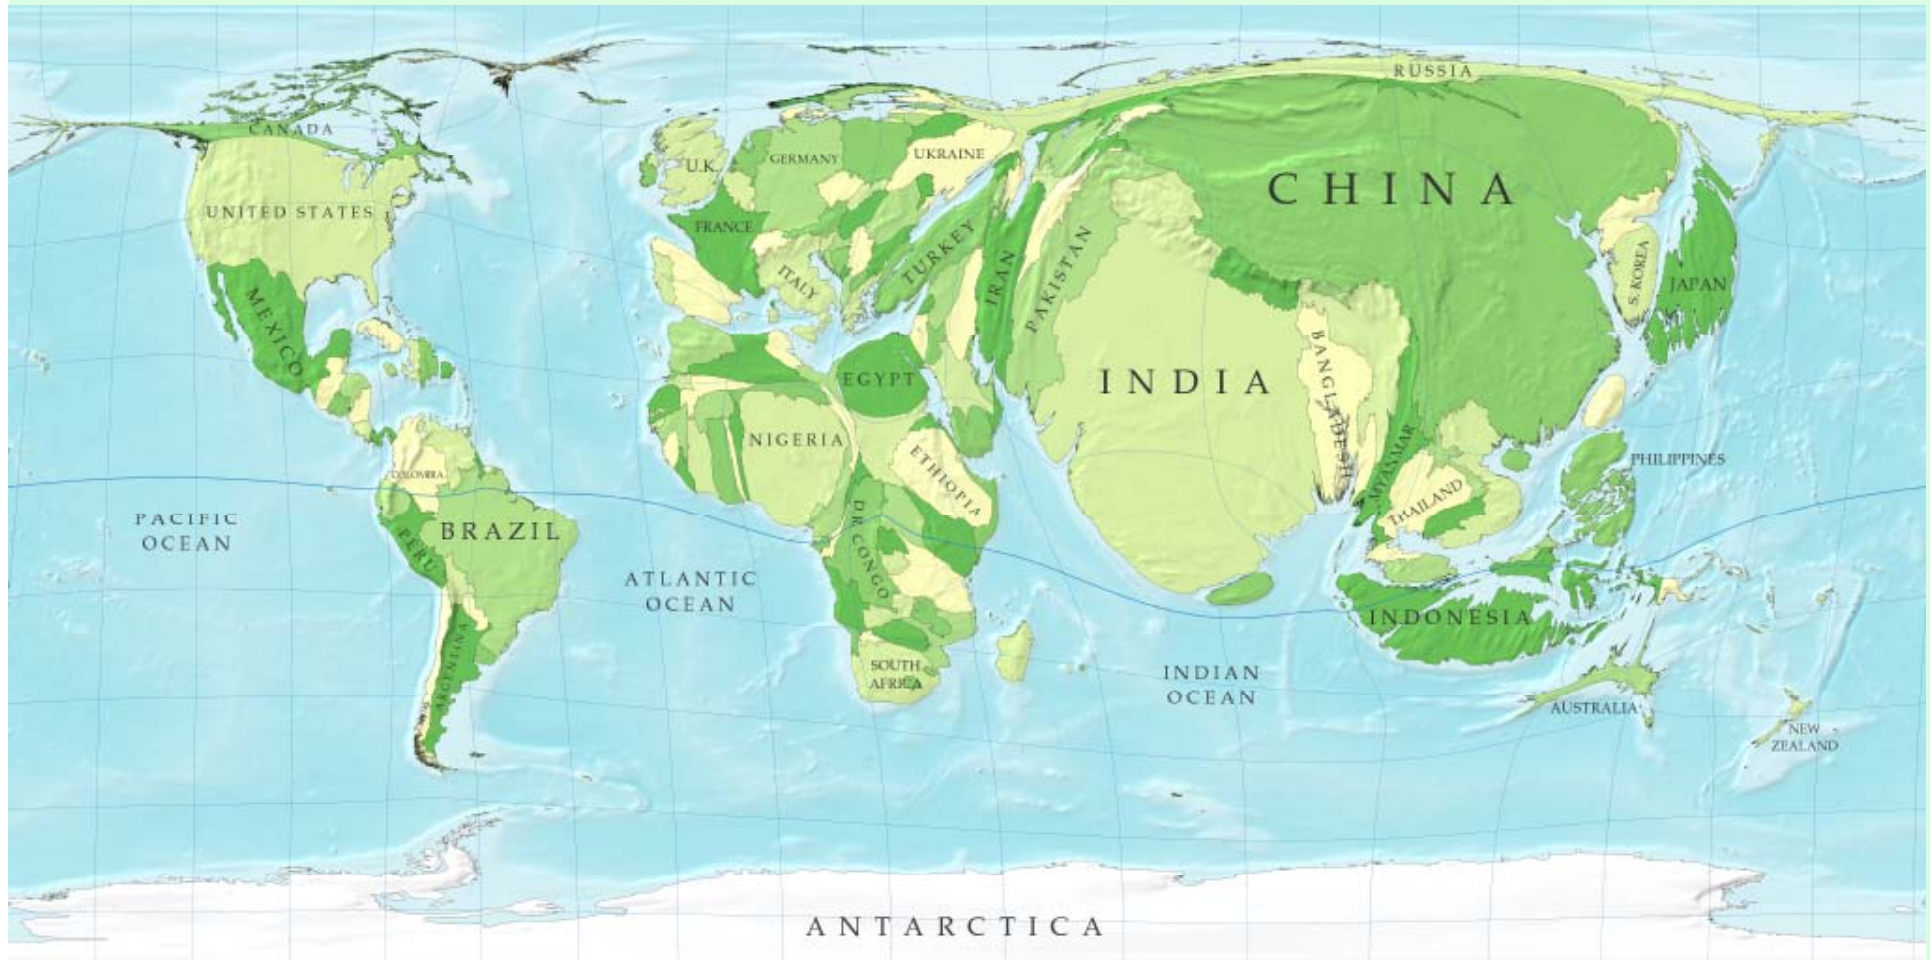 RUSSIA
CANADA
U.K.
GERMANY
UKRAINE
CHINA
UNITED STATES
FRANCE
TURKEY
ITALY
IRAN
PAKISTAN
S. KOREA
JAPAN
MEXICO
EGYPT
INDIA
BANGLADESH
NIGERIA
ETHIOPIA
MYANMAR
THAILAND
PHILIPPINES
COLOMBIA
PACIFIC
OCEAN
BRAZIL
PERU
DR CONGO
ATLANTIC
OCEAN
INDONESIA
ARGENTINA
SOUTH
AFRICA
INDIAN
OCEAN
AUSTRALIA
NEW
ZEALAND
ANTARCTICA